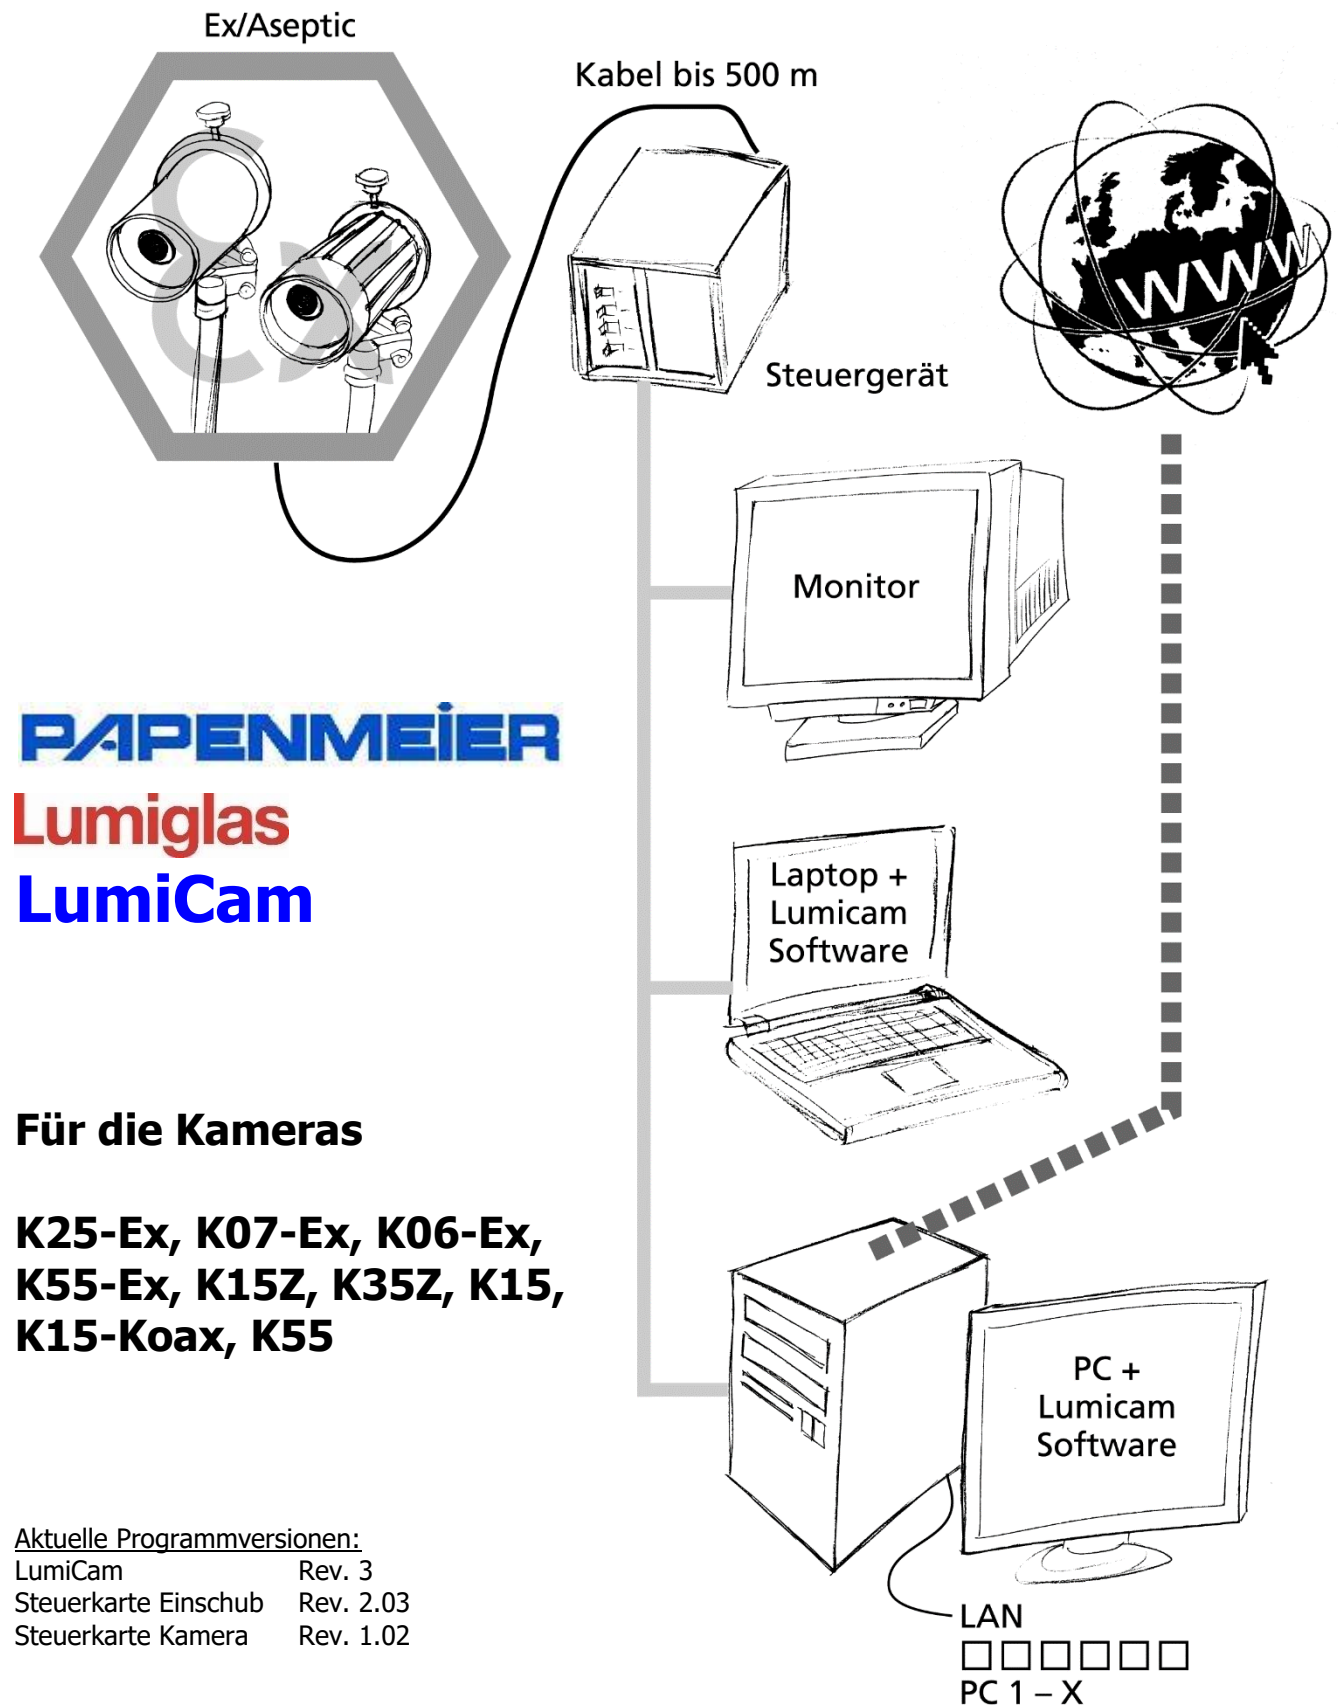 Ex/Aseptic
Kabel bis 500 m
www
Steuergerät
Monitor
PAPENMEiER
Lumiglas
LumiCam
Laptop +
Lumicam
Software
Für die Kameras
K25-Ex, K07-Ex, K06-Ex,
K55-Ex, K15Z, K35Z, K15,
K15-Koax, K55
PC +
Lumicam
Software
Aktuelle Programmversionen:
LumiCam Rev. 3
Steuerkarte Einschub Rev. 2.03
Steuerkarte Kamera Rev. 1.02
LAN
PC 1 – X